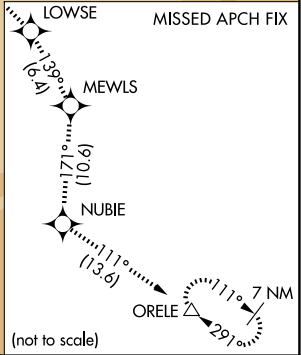 LOWSE
MISSED APCH FIX
139°
(6.4)
MEWLS
171°
(10.6)
NUBIE
111°
(13.6)
111°
7 NM
ORELE
291°
(not to scale)